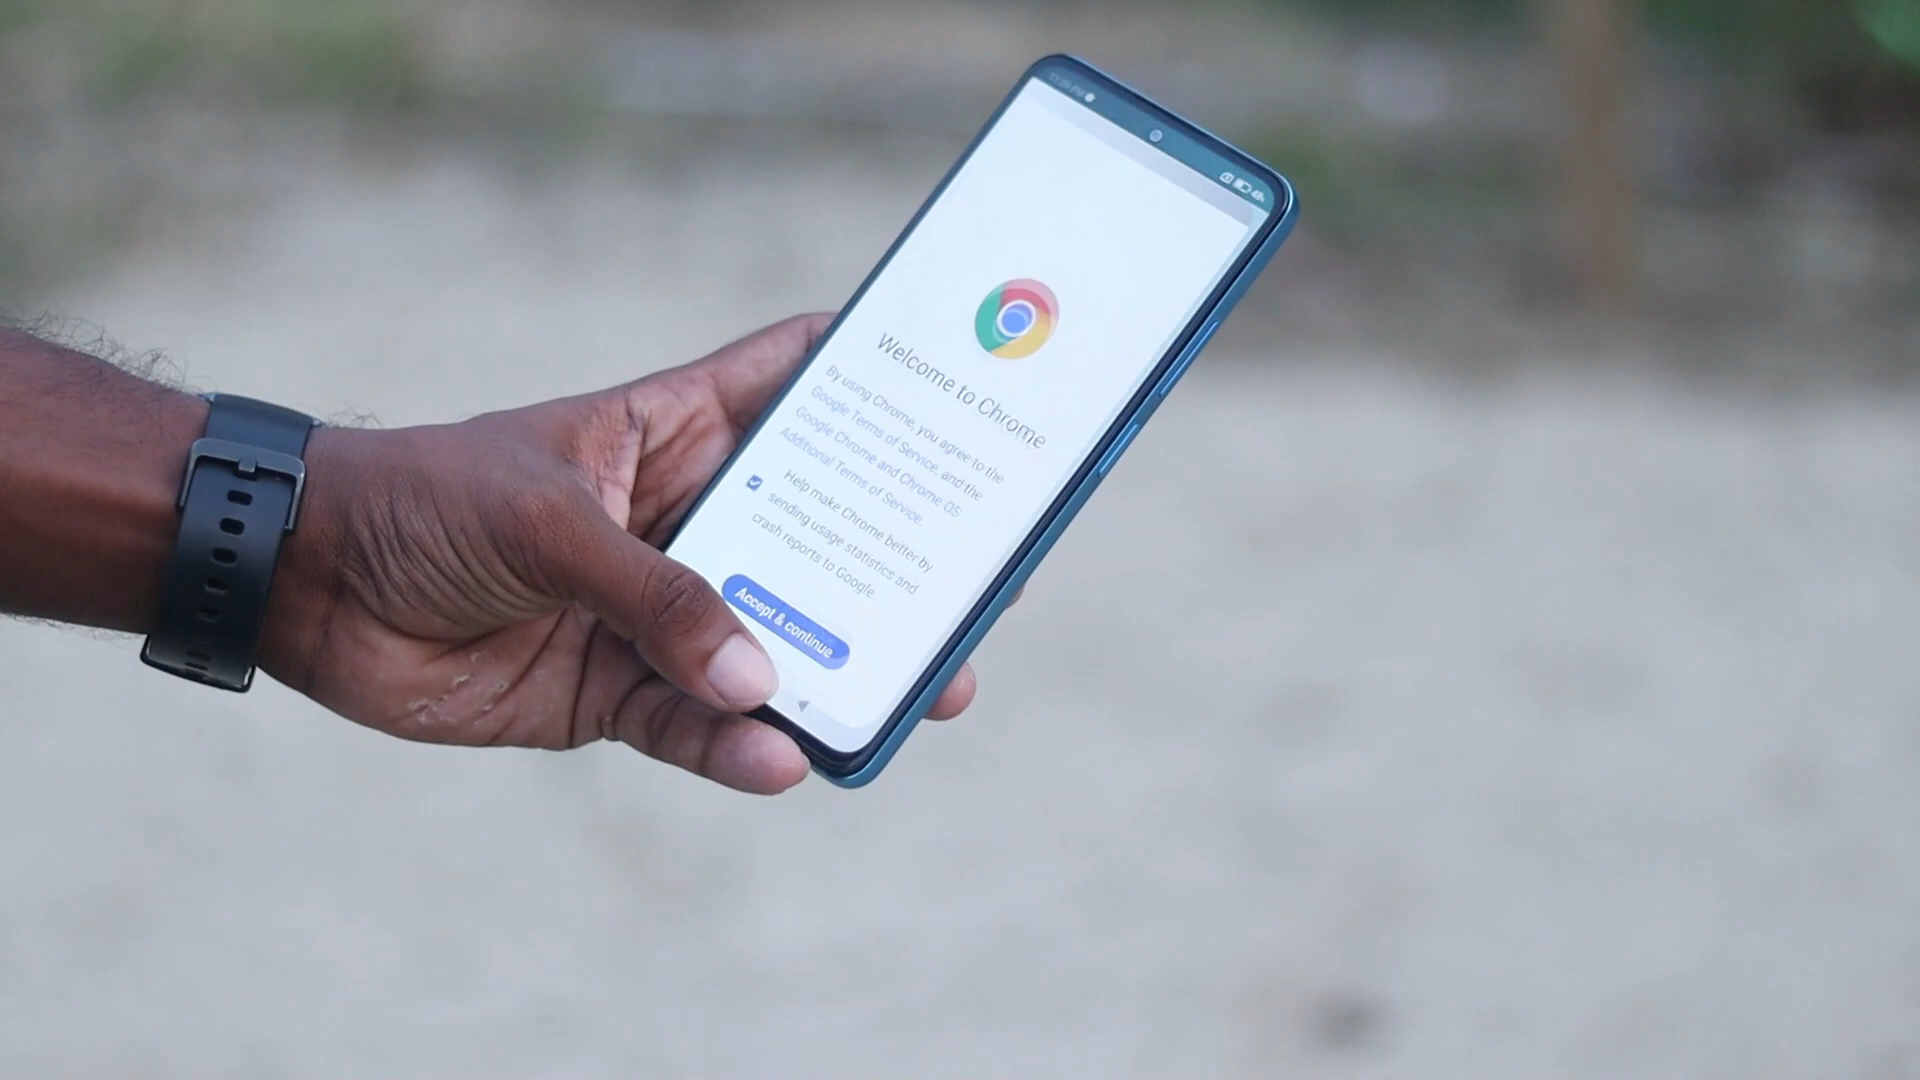 Welcome to Chrome
By using Chrome, you agree to the
Google Terms of Service, and the
Google Chrome and Chrome OS
Additional Terms of Service.
Help make Chrome better by
sending usage statistics and
crash reports to Google.
Accept & continue